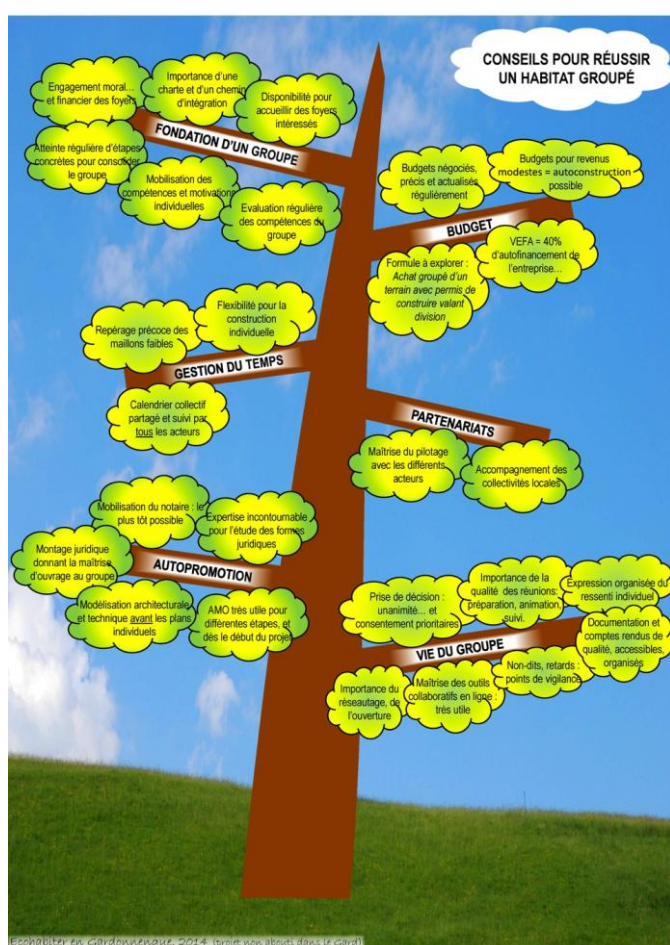 CONSEILS POUR RÉUSSIR
UN HABITAT GROUPÉ
Engagement moral…
et financier des foyers
Importance d'une
charte et d'un chemin
d'intégration
Disponibilité pour
accueillir des foyers
intéressés
FONDATION D'UN GROUPE
Atteinte régulière d'étapes
concrètes pour consolider
le groupe
Mobilisation des
compétences et motivations
individuelles
Evaluation régulière
des compétences du
groupe
Budgets négociés,
précis et actualisés
régulièrement
Budgets pour revenus
modestes = autoconstruction
possible
BUDGET
Formule à explorer :
Achat groupé d'un
terrain avec permis de
construire valant
division
VEFA = 40%
d'autofinancement de
l'entreprise…
Repérage précoce des
maillons faibles
Flexibilité pour la
construction
individuelle
GESTION DU TEMPS
Calendrier collectif
partagé et suivi par
tous les acteurs
PARTENARIATS
Maîtrise du pilotage
avec les différents
acteurs
Accompagnement des
collectivités locales
Mobilisation du notaire : le
plus tôt possible
Expertise incontournable
pour l'étude des formes
juridiques
Montage juridique
donnant la maîtrise
d'ouvrage au groupe
AUTOPROMOTION
Modélisation architecturale
et technique avant les plans
individuels
AMO très utile pour
différentes étapes, et
dès le début du projet
Prise de décision :
unanimité… et
consentement prioritaires
Importance de la
qualité des réunions:
préparation, animation,
suivi.
Expression organisée du
ressenti individuel
VIE DU GROUPE
Documentation et
comptes rendus de
qualité, accessibles,
organisés
Importance du
réseautage, de
l'ouverture
Maîtrise des outils
collaboratifs en ligne :
très utile
Non-dits, retards :
points de vigilance
Ecohabiter en Gardonnenque, 2014 (projet non abouti dans le Gard)